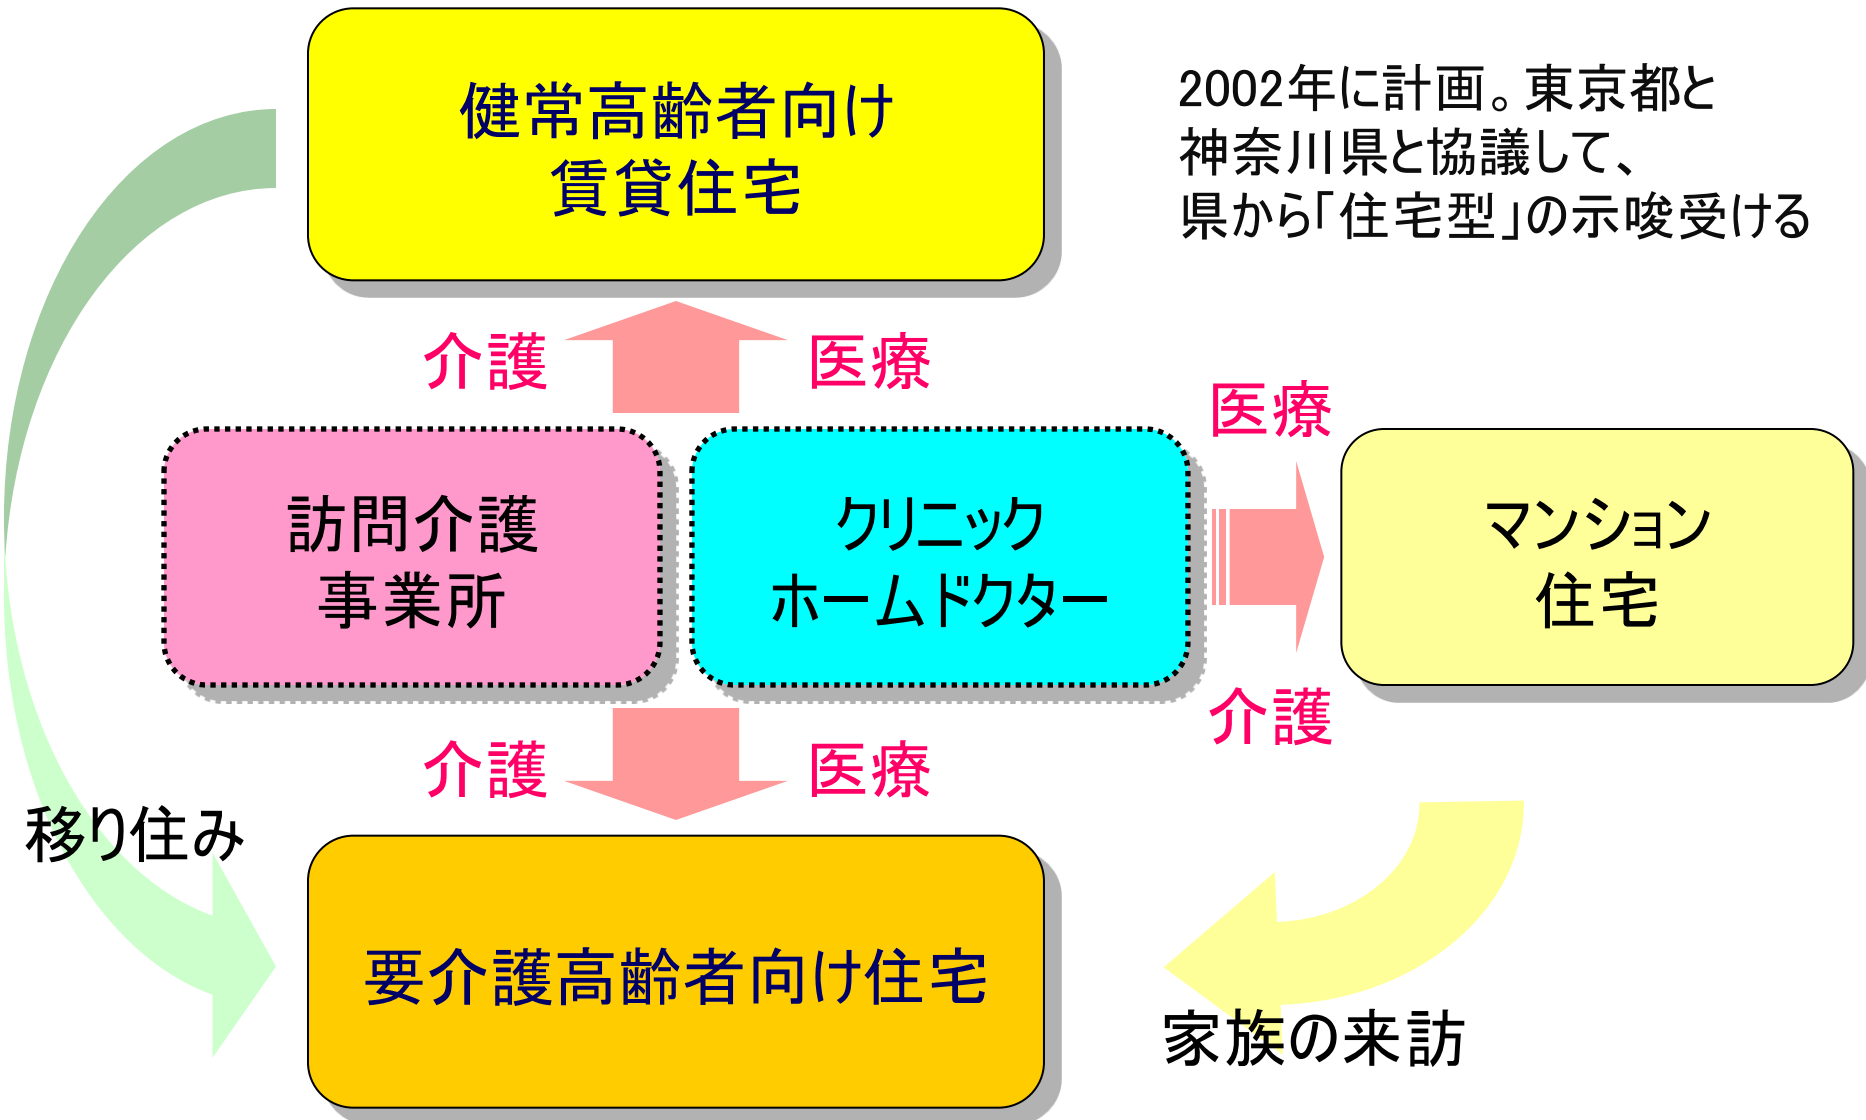 健常高齢者向け
賃貸住宅
2002年に計画。東京都と
神奈川県と協議して、
県から「住宅型」の示唆受ける
介護
医療
医療
訪問介護
事業所
クリニック
ホームドクター
マンション
住宅
介護
介護
医療
移り住み
要介護高齢者向け住宅
家族の来訪